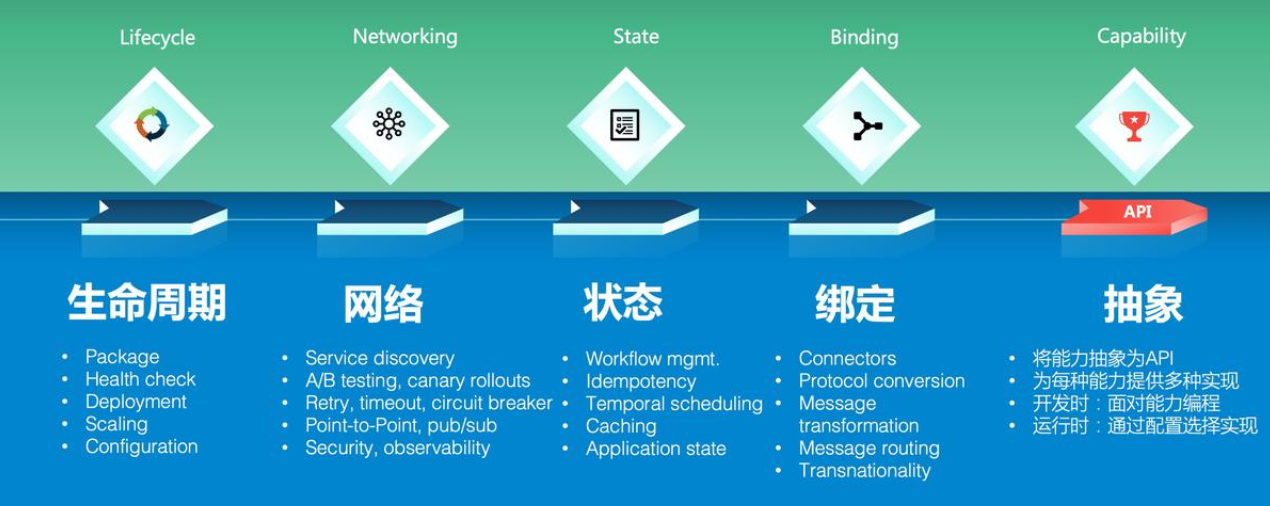 Lifecycle
Networking
State
Binding
Capability
API
生命周期
网络
状态
绑定
抽象
• Package
• Health check
• Deployment
• Scaling
• Configuration
• Service discovery
• A/B testing, canary rollouts
• Retry, timeout, circuit breaker
• Point-to-Point, pub/sub
• Security, observability
• Workflow mgmt.
• Idempotency
• Temporal scheduling
• Caching
• Application state
• Connectors
• Protocol conversion
• Message
transformation
• Message routing
• Transnationality
• 将能力抽象为API
• 为每种能力提供多种实现
• 开发时：面对能力编程
• 运行时：通过配置选择实现